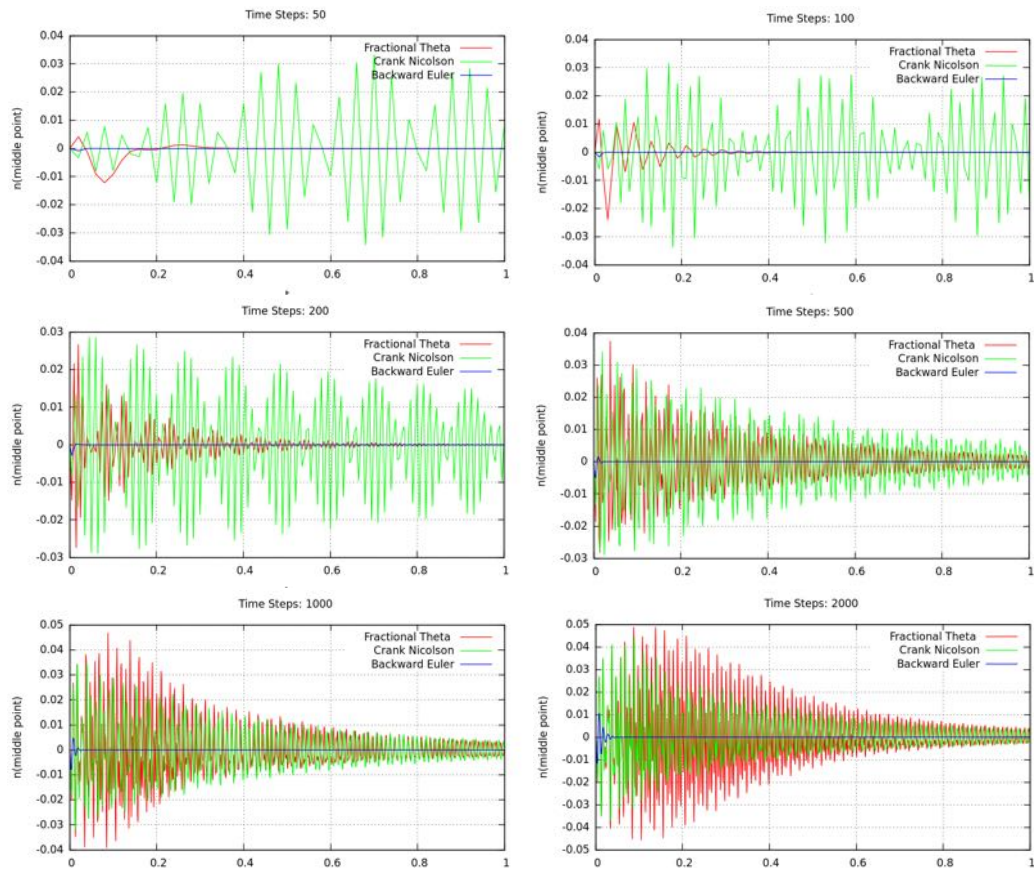 Time Steps: 50
n(middle point)
0.04
0.03
0.02
0.01
0
-0.01
-0.02
-0.03
-0.04
Fractional Theta
Crank Nicolson
Backward Euler
0 0.2 0.4 0.6 0.8 1
Time Steps: 100
n(middle point)
0.04
0.03
0.02
0.01
0
-0.01
-0.02
-0.03
-0.04
Fractional Theta
Crank Nicolson
Backward Euler
0 0.2 0.4 0.6 0.8 1
Time Steps: 200
n(middle point)
0.03
0.02
0.01
0
-0.01
-0.02
-0.03
Fractional Theta
Crank Nicolson
Backward Euler
0 0.2 0.4 0.6 0.8 1
Time Steps: 500
n(middle point)
0.04
0.03
0.02
0.01
0
-0.01
-0.02
-0.03
Fractional Theta
Crank Nicolson
Backward Euler
0 0.2 0.4 0.6 0.8 1
Time Steps: 1000
n(middle point)
0.05
0.04
0.03
0.02
0.01
0
-0.01
-0.02
-0.03
-0.04
Fractional Theta
Crank Nicolson
Backward Euler
0 0.2 0.4 0.6 0.8 1
Time Steps: 2000
n(middle point)
0.05
0.04
0.03
0.02
0.01
0
-0.01
-0.02
-0.03
-0.04
-0.05
Fractional Theta
Crank Nicolson
Backward Euler
0 0.2 0.4 0.6 0.8 1